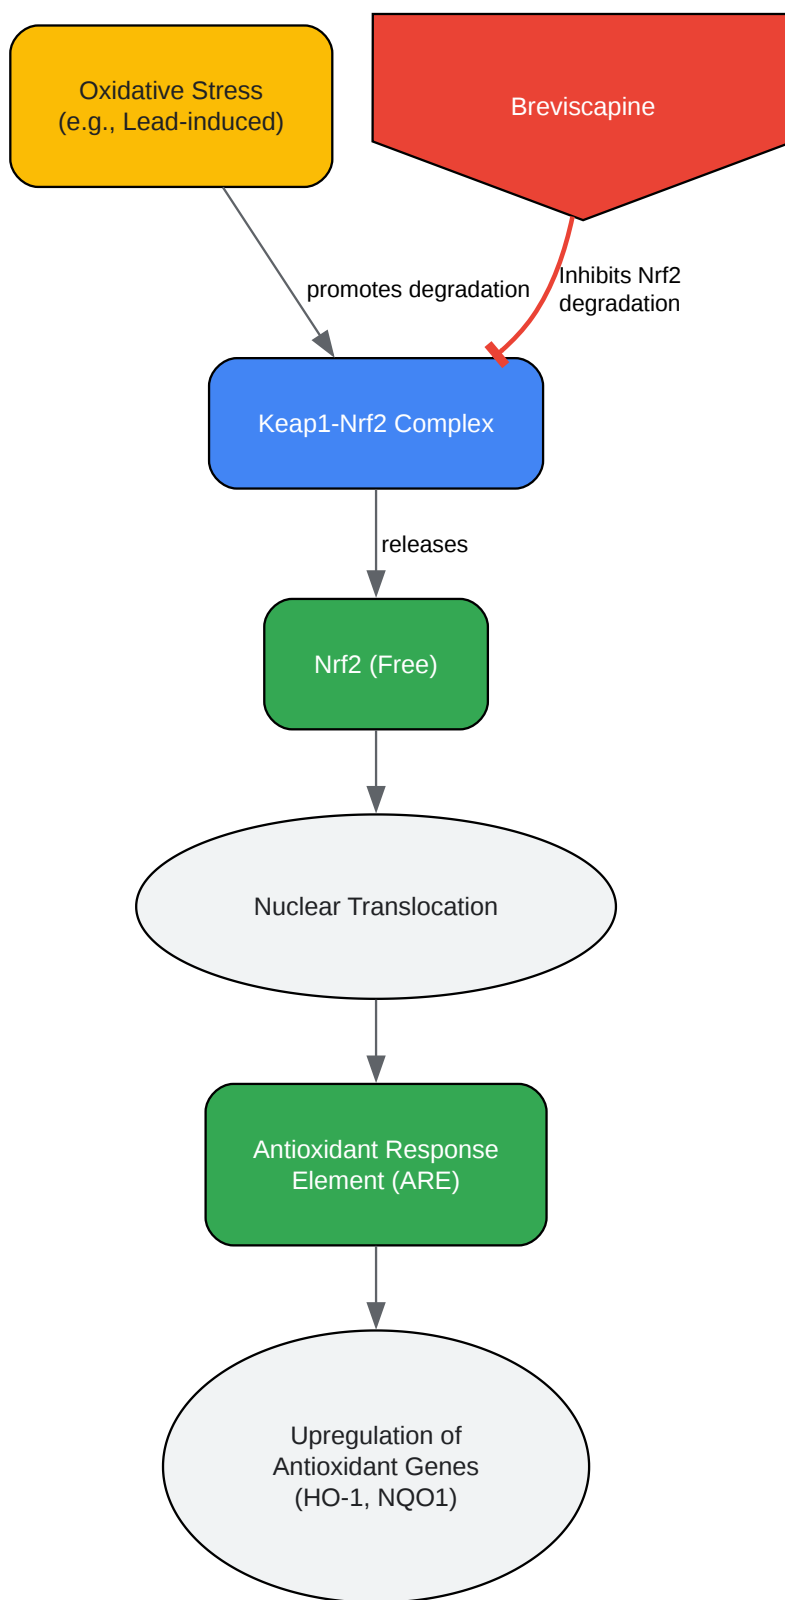 Oxidative Stress
(e.g., Lead-induced)
Breviscapine
promotes degradation
Inhibits Nrf2
degradation
Keap1-Nrf2 Complex
releases
Nrf2 (Free)
Nuclear Translocation
Antioxidant Response
Element (ARE)
Upregulation of
Antioxidant Genes
(HO-1, NQO1)